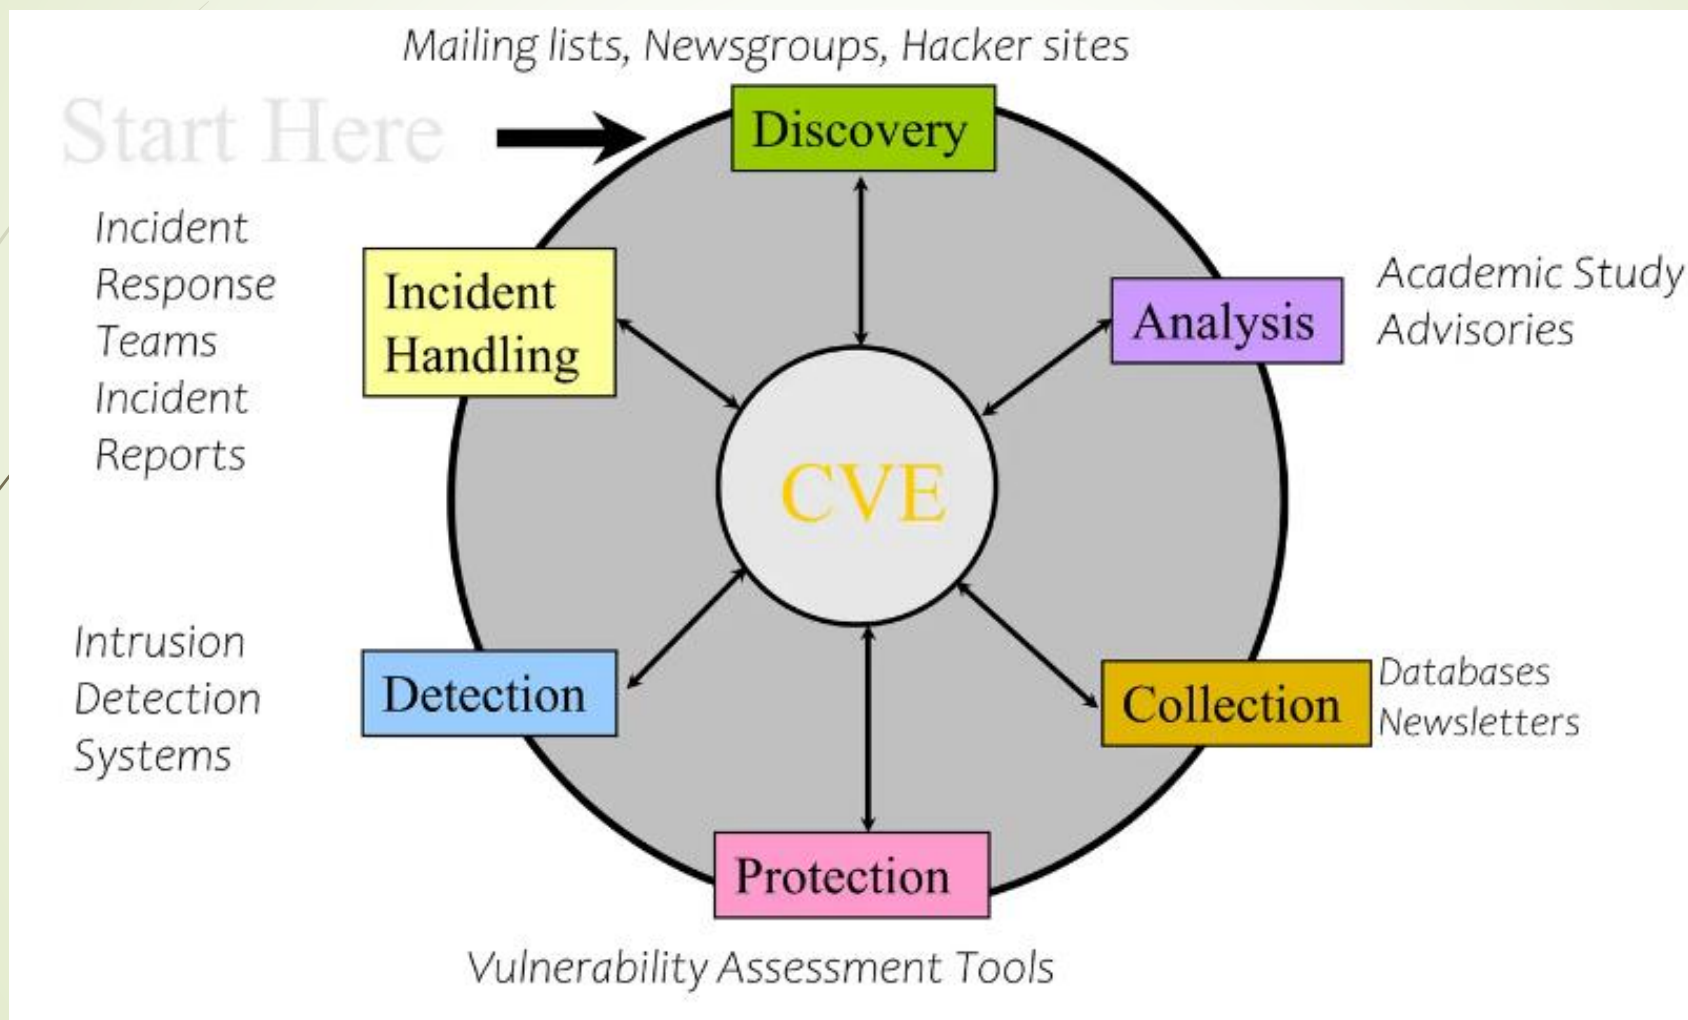 Mailing lists, Newsgroups, Hacker sites
Start Here
Discovery
Incident
Response
Teams
Incident
Reports
Incident
Handling
Analysis
Academic Study
Advisories
CVE
Intrusion
Detection
Systems
Detection
Collection
Databases
Newsletters
Protection
Vulnerability Assessment Tools